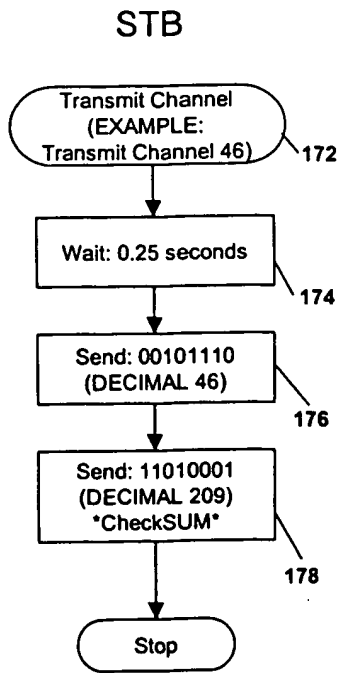 STB
Transmit Channel
(EXAMPLE:
Transmit Channel 46)
172
Wait: 0.25 seconds
174
Send: 00101110
(DECIMAL 46)
176
Send: 11010001
(DECIMAL 209)
*CheckSUM*
178
Stop